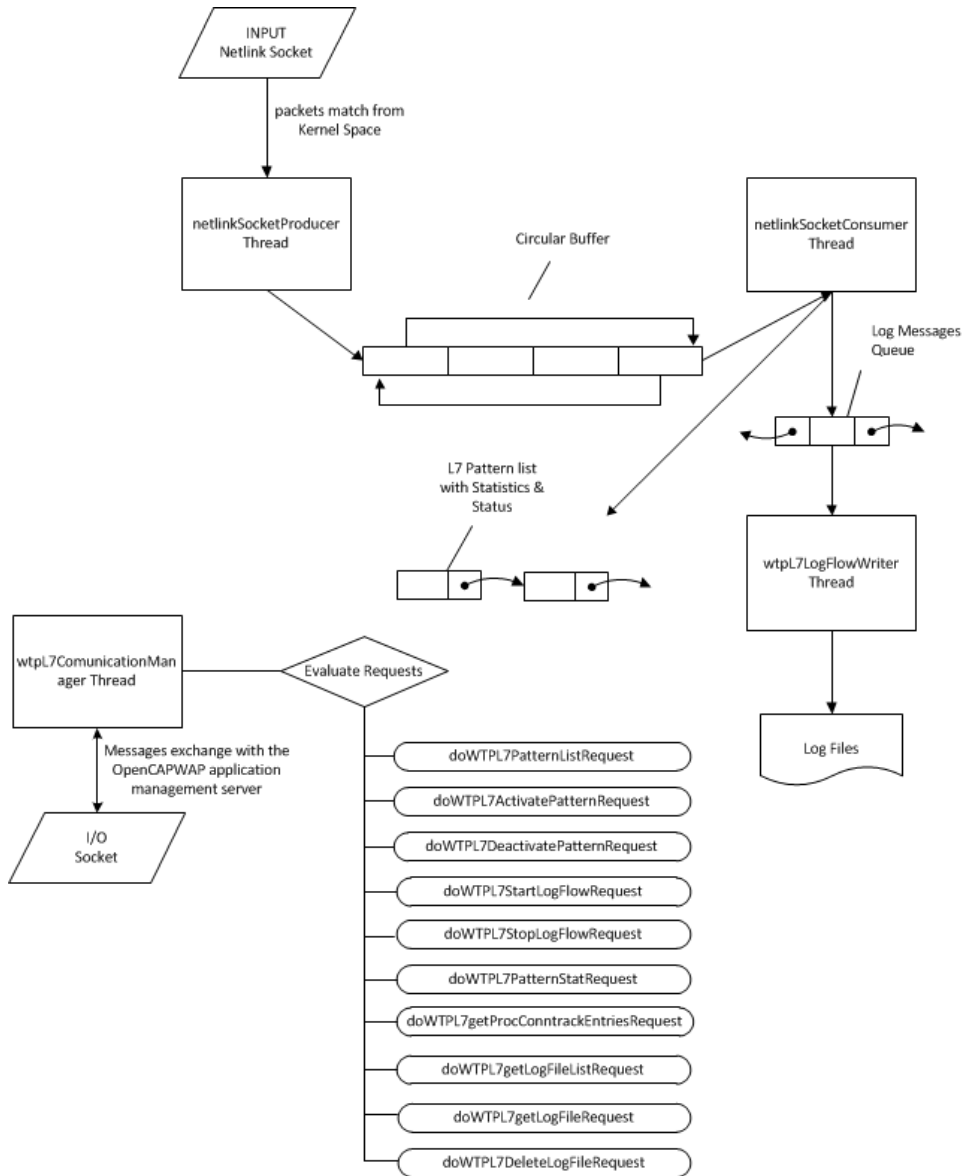 INPUT
Netlink Socket
packets match from
Kernel Space
netlinkSocketProducer
Thread
netlinkSocketConsumer
Thread
Circular Buffer
Log Messages
Queue
L7 Pattern list
with Statistics &
Status
wtpL7LogFlowWriter
Thread
wtpL7ComunicationMan
ager Thread
Evaluate Requests
Messages exchange with the
OpenCAPWAP application
management server
Log Files
I/O
Socket
doWTPL7PatternListRequest
doWTPL7ActivatePatternRequest
doWTPL7DeactivatePatternRequest
doWTPL7StartLogFlowRequest
doWTPL7StopLogFlowRequest
doWTPL7PatternStatRequest
doWTPL7getProcConntrackEntriesRequest
doWTPL7getLogFileListRequest
doWTPL7getLogFileRequest
doWTPL7DeleteLogFileRequest